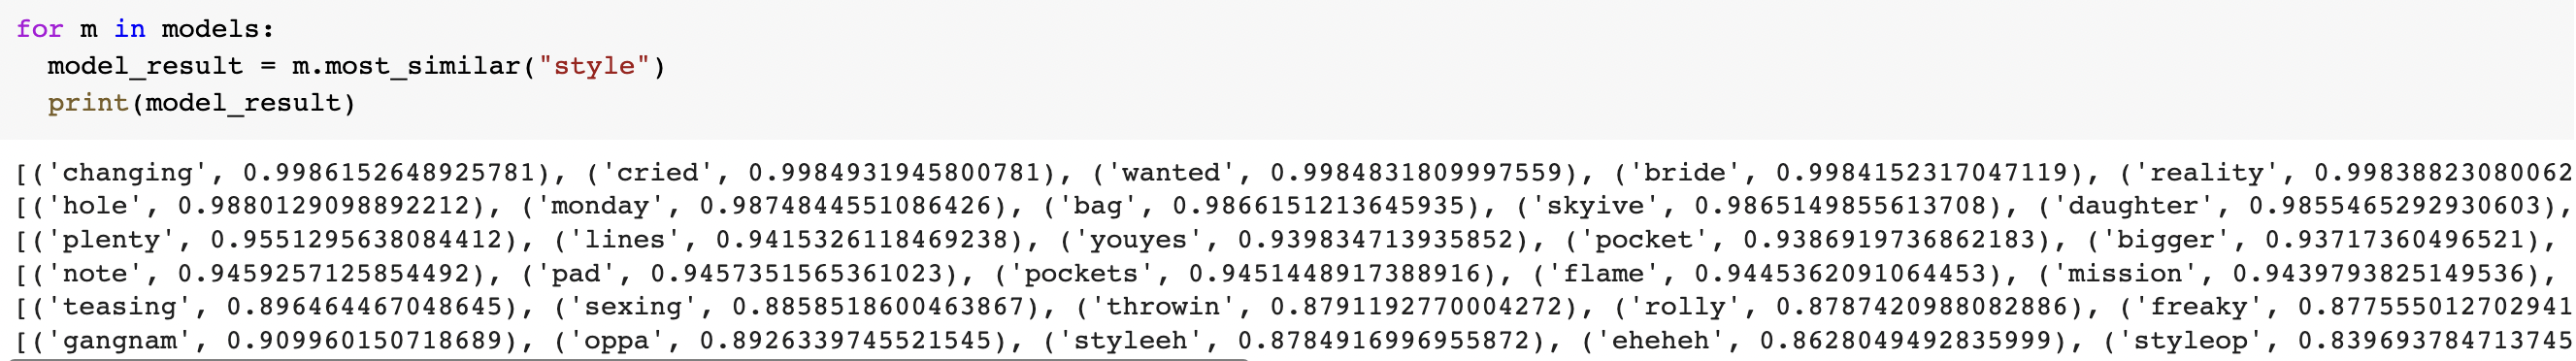 for m in models:
  model_result = m.most_similar("style")
  print(model_result)
[('changing', 0.9986152648925781), ('cried', 0.9984931945800781), ('wanted', 0.9984831809997559), ('bride', 0.9984152317047119), ('reality', 0.99838823080062
[('hole', 0.9880129098892212), ('monday', 0.9874844551086426), ('bag', 0.9866151213645935), ('skyive', 0.9865149855613708), ('daughter', 0.9855465292930603),
[('plenty', 0.9551295638084412), ('lines', 0.9415326118469238), ('youyes', 0.939834713935852), ('pocket', 0.9386919736862183), ('bigger', 0.93717360496521),
[('note', 0.9459257125854492), ('pad', 0.9457351565361023), ('pockets', 0.9451448917388916), ('flame', 0.9445362091064453), ('mission', 0.9439793825149536),
[('teasing', 0.896464467048645), ('sexing', 0.8858518600463867), ('throwin', 0.8791192770004272), ('rolly', 0.8787420988082886), ('freaky', 0.877555012702941
[('gangnam', 0.909960150718689), ('oppa', 0.8926339745521545), ('styleeh', 0.8784916996955872), ('eheheh', 0.8628049492835999), ('styleop', 0.839693784713745